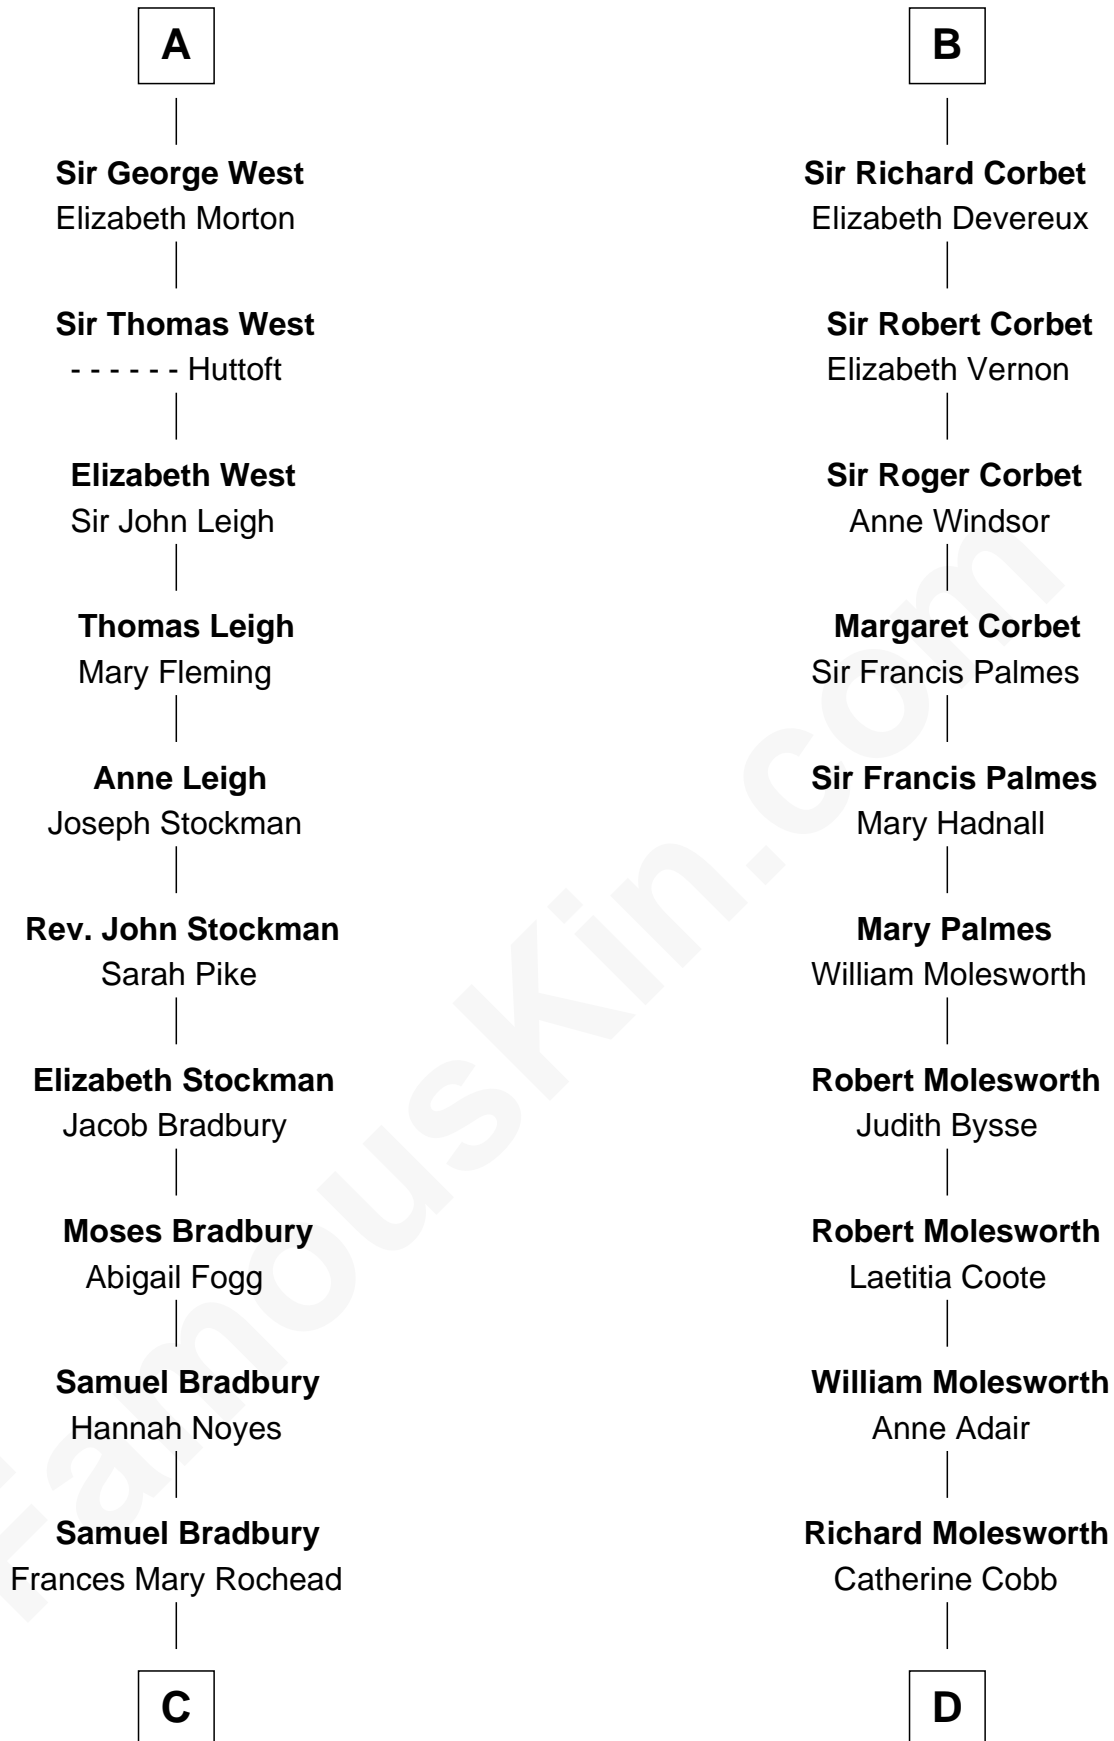 A
Sir George West
Elizabeth Morton
Sir Thomas West
- - - - - - Huttoft
Elizabeth West
Sir John Leigh
Thomas Leigh
Mary Fleming
Anne Leigh
Joseph Stockman
Rev. John Stockman
Sarah Pike
Elizabeth Stockman
Jacob Bradbury
Moses Bradbury
Abigail Fogg
Samuel Bradbury
Hannah Noyes
Samuel Bradbury
Frances Mary Rochead
C
B
Sir Richard Corbet
Elizabeth Devereux
Sir Robert Corbet
Elizabeth Vernon
Sir Roger Corbet
Anne Windsor
Margaret Corbet
Sir Francis Palmes
Sir Francis Palmes
Mary Hadnall
Mary Palmes
William Molesworth
Robert Molesworth
Judith Bysse
Robert Molesworth
Laetitia Coote
William Molesworth
Anne Adair
Richard Molesworth
Catherine Cobb
D
FamousKin.com